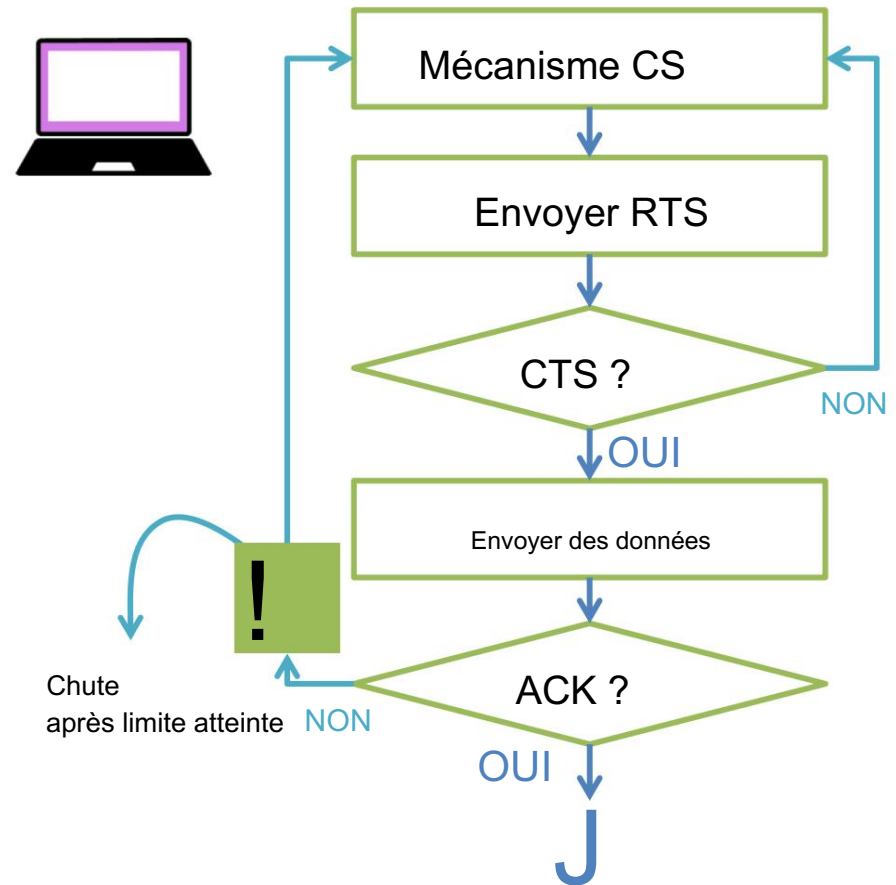 Mécanisme CS
Envoyer RTS
CTS ?
NON
OUI
Envoyer des données
!
ACK ?
Chute
après limite atteinte
NON
OUI
J